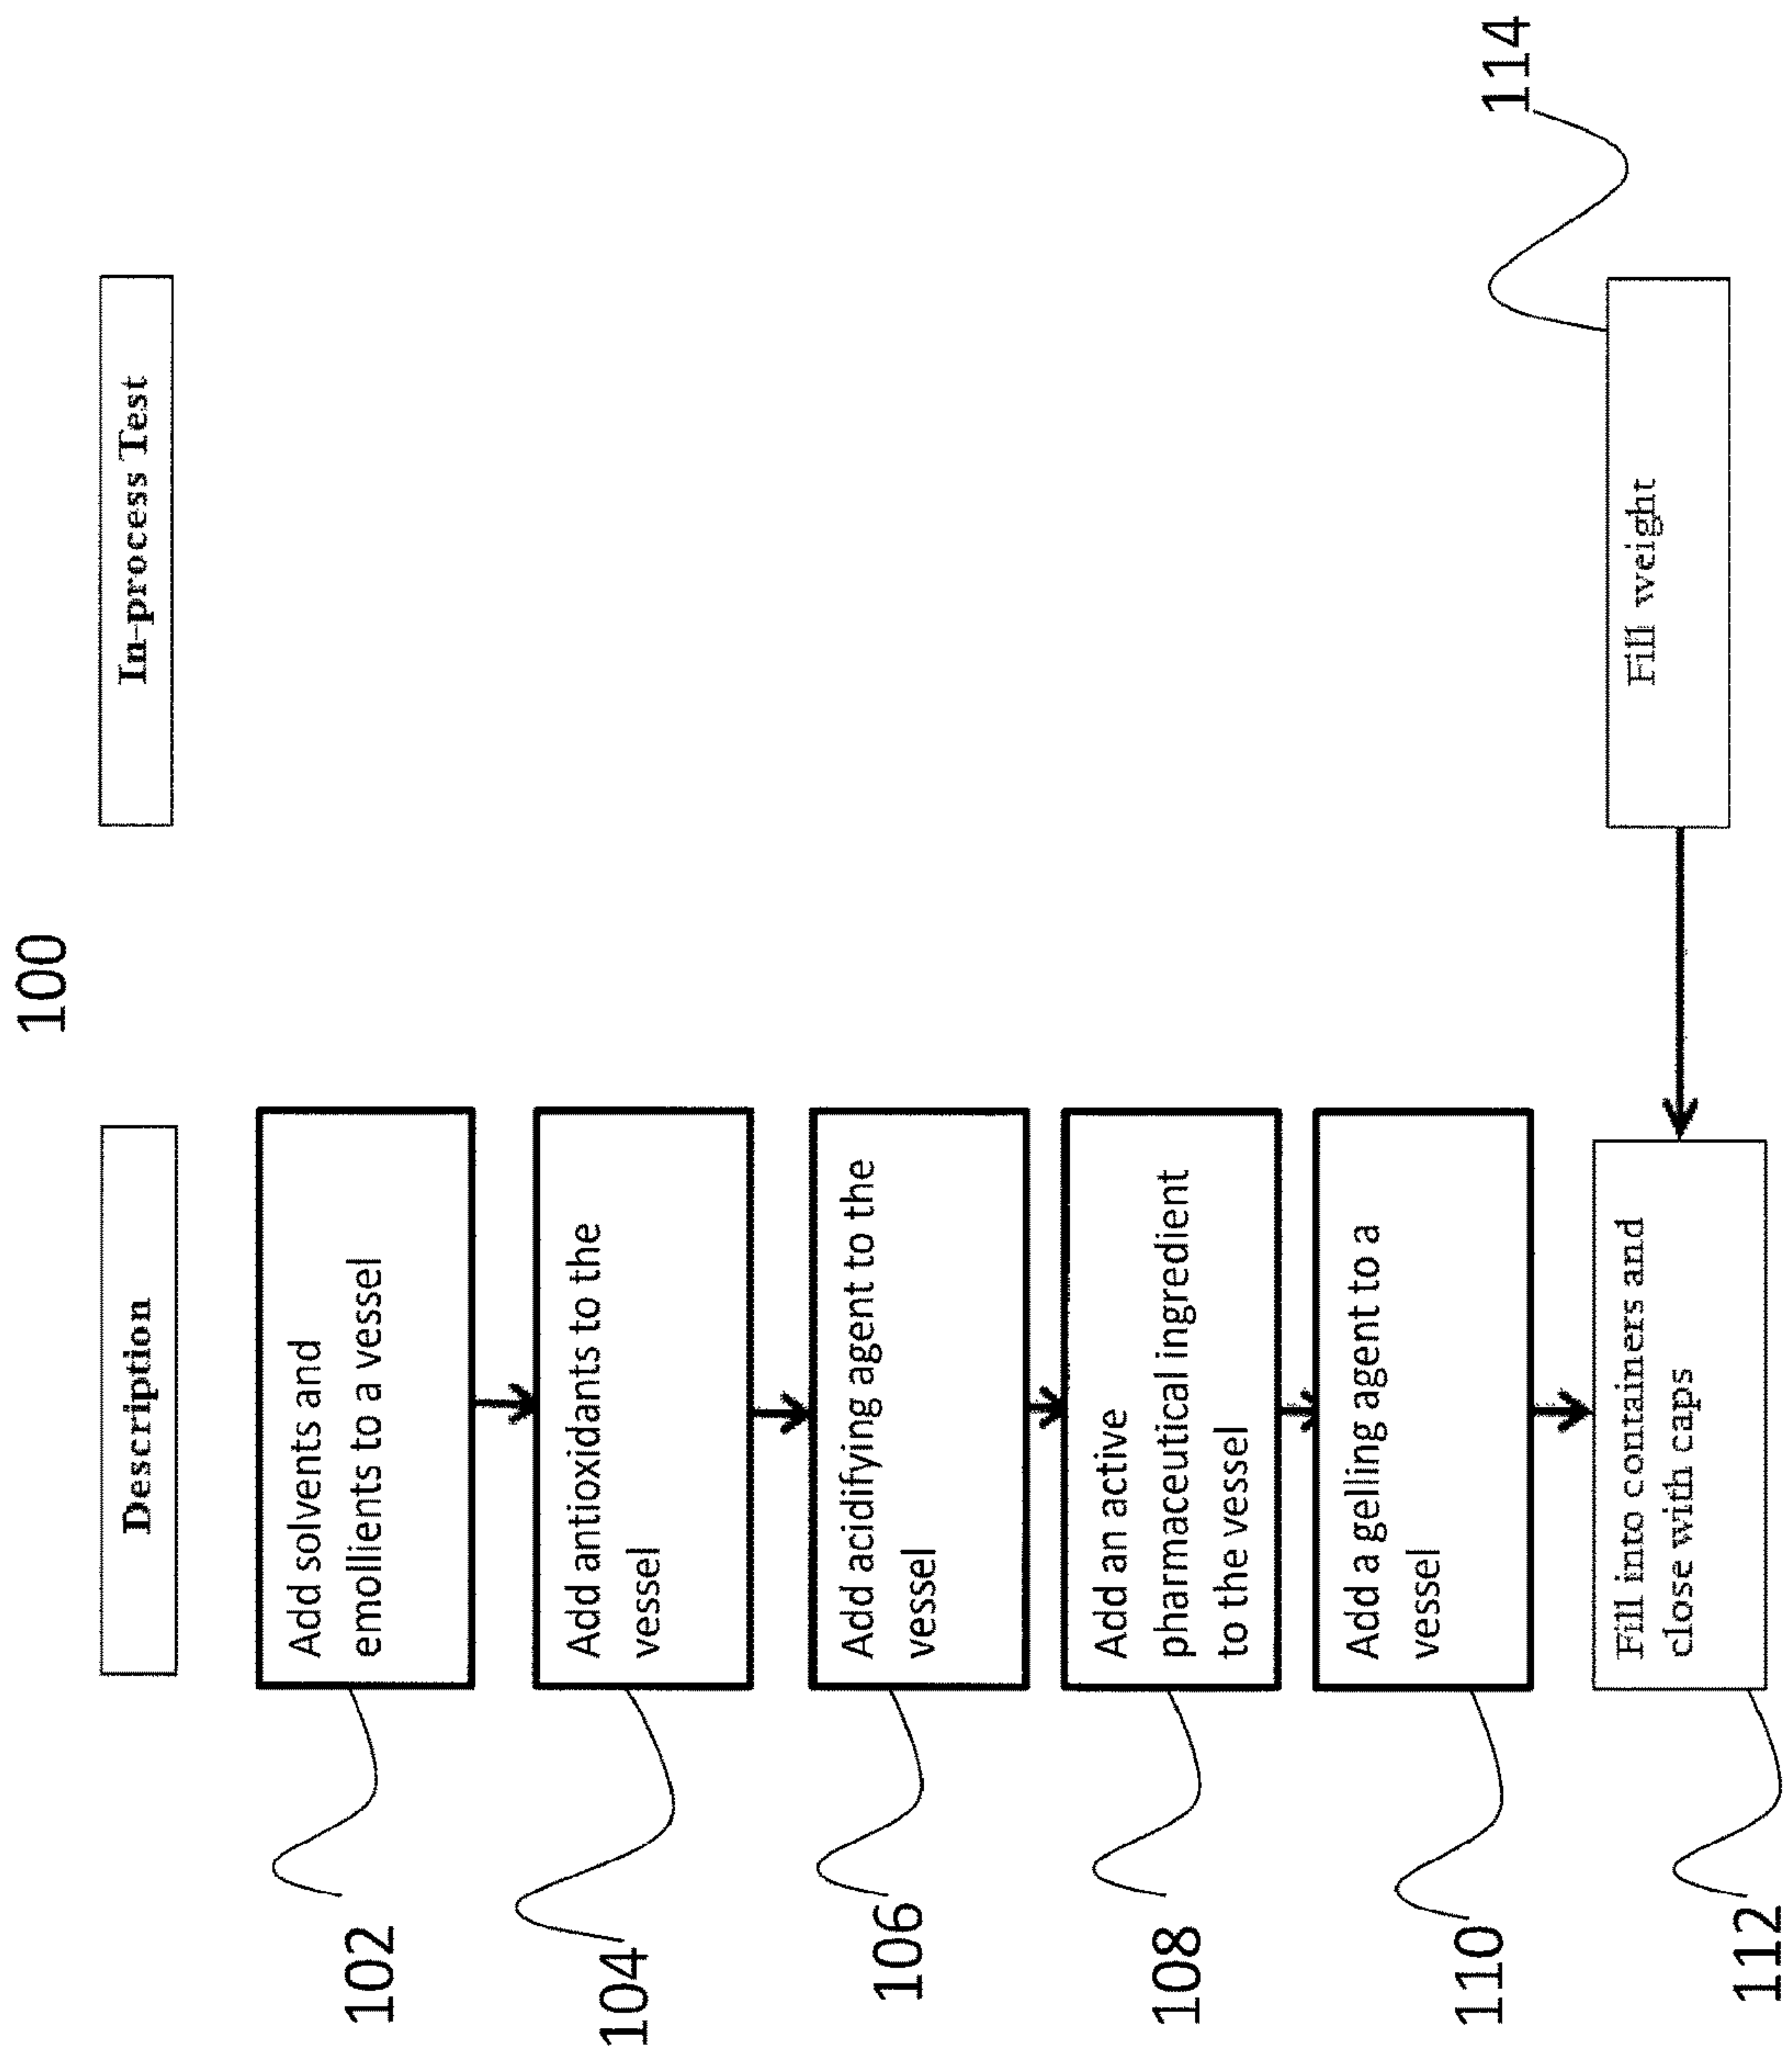 100
Description
In-process Test
102
Add solvents and
emollients to a vessel
104
Add antioxidants to the
vessel
106
Add acidifying agent to the
vessel
108
Add an active
pharmaceutical ingredient
to the vessel
110
Add a gelling agent to a
vessel
112
Fill into containers and
close with caps
Fill weight
114